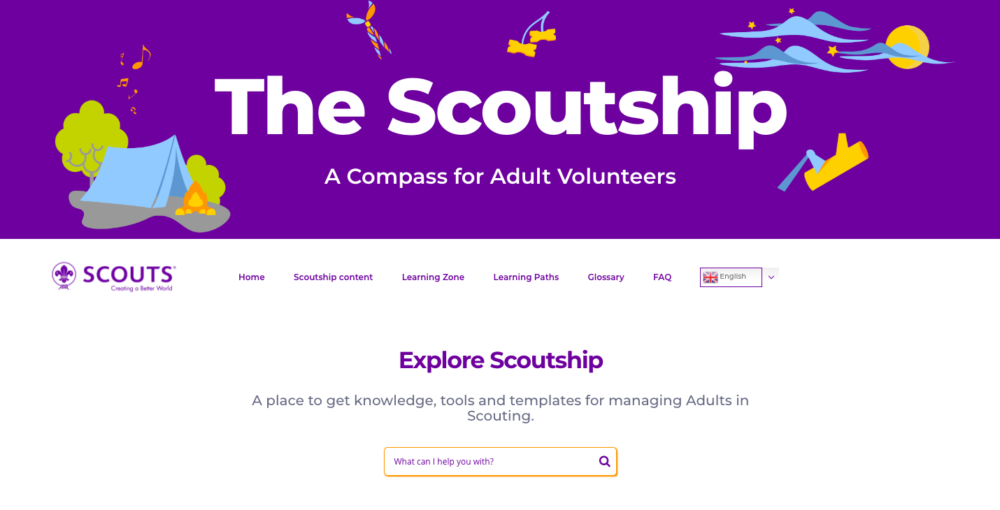 The Scoutship
A Compass for Adult Volunteers
SCOUTS®
Creating a Better World
Home
Scoutship content
Learning Zone
Learning Paths
Glossary
FAQ
English
Explore Scoutship
A place to get knowledge, tools and templates for managing Adults in
Scouting.
What can I help you with?